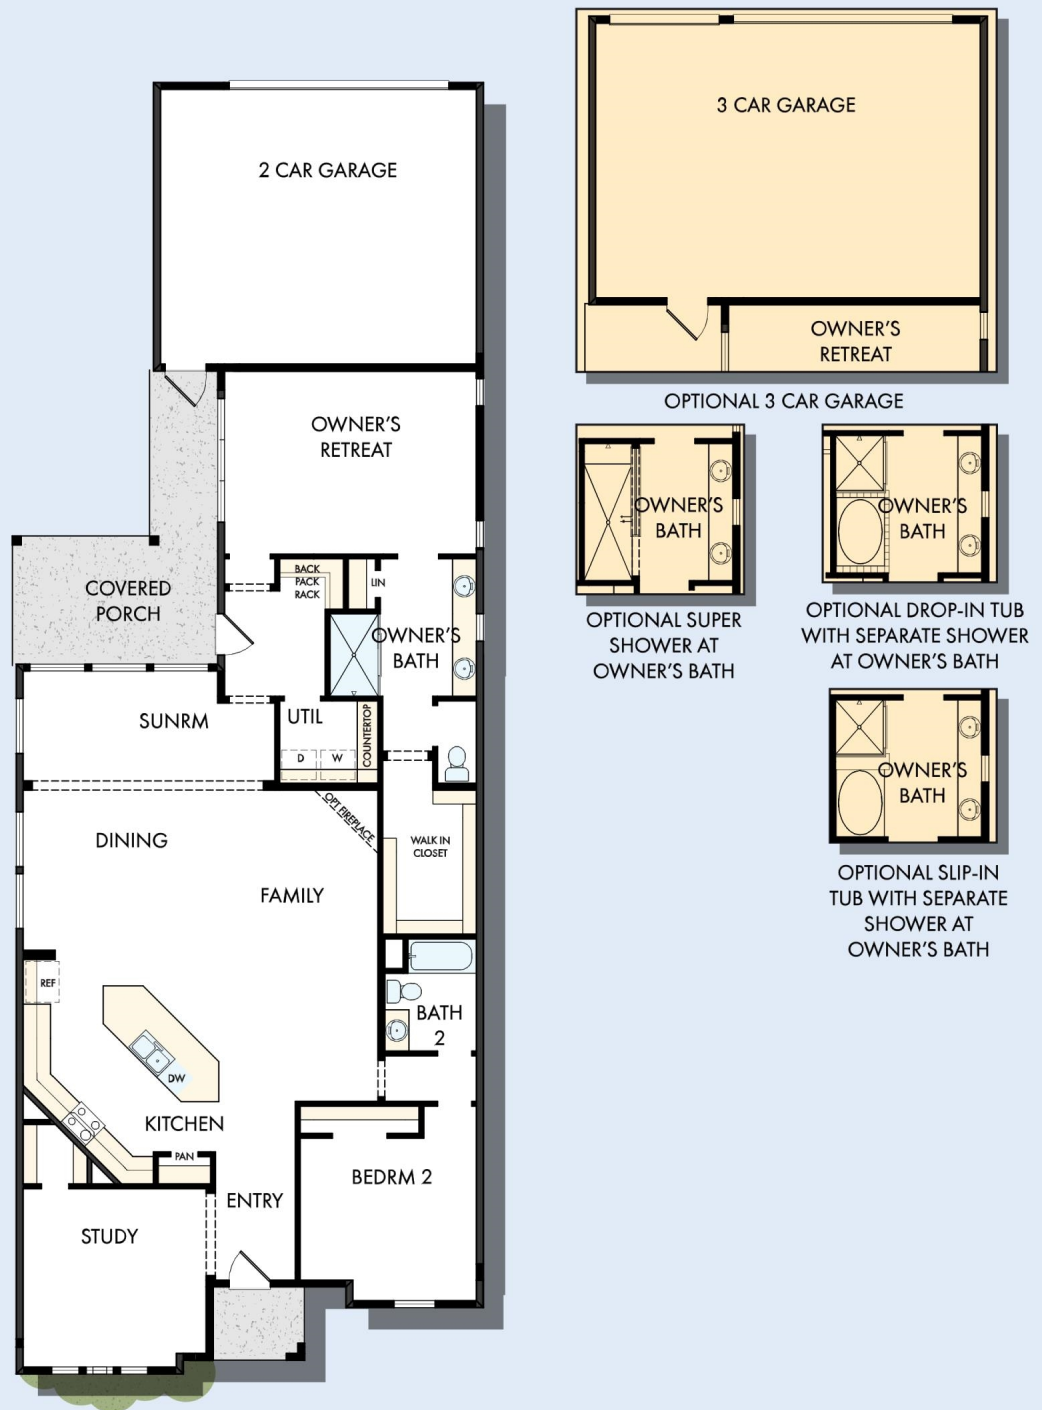 2 CAR GARAGE
OWNER'S
RETREAT
COVERED
PORCH
BACK
PACK
RACK
LIN
OWNER'S
BATH
SUNRM
UTIL
COUNTERTOP
D
W
OPT FIREPLACE
DINING
FAMILY
WALK IN
CLOSET
REF
DW
BATH
2
KITCHEN
PAN
BEDRM 2
ENTRY
STUDY
3 CAR GARAGE
OWNER'S
RETREAT
OPTIONAL 3 CAR GARAGE
OWNER'S
BATH
OPTIONAL SUPER
SHOWER AT
OWNER'S BATH
OWNER'S
BATH
OPTIONAL DROP-IN TUB
WITH SEPARATE SHOWER
AT OWNER'S BATH
OWNER'S
BATH
OPTIONAL SLIP-IN
TUB WITH SEPARATE
SHOWER AT
OWNER'S BATH